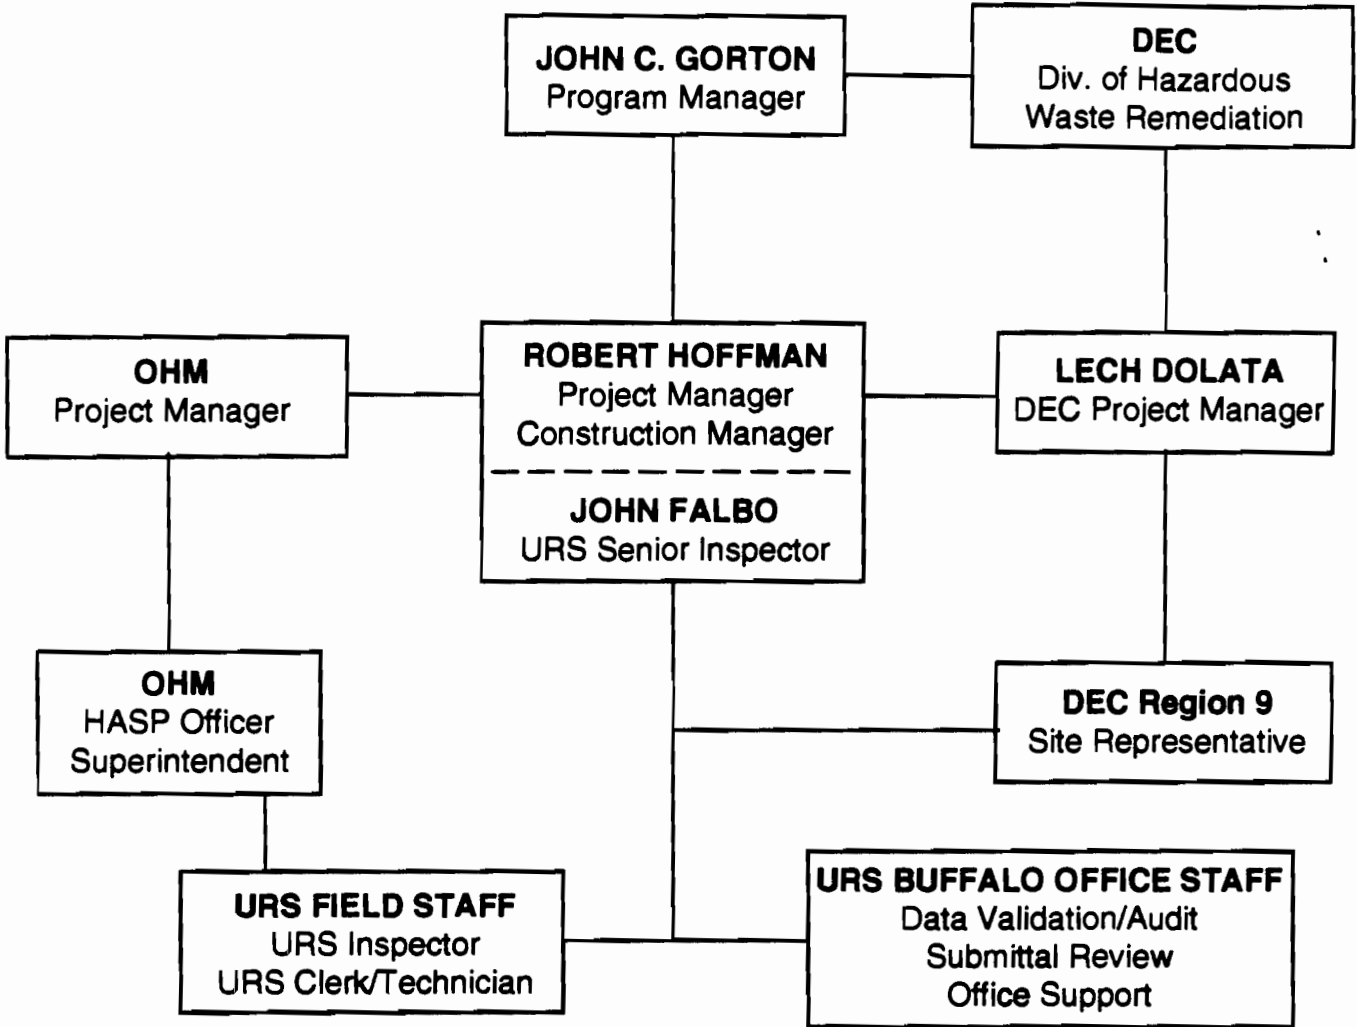 JOHN C. GORTON
Program Manager
DEC
Div. of Hazardous
Waste Remediation
OHM
Project Manager
ROBERT HOFFMAN
Project Manager
Construction Manager
JOHN FALBO
URS Senior Inspector
LECH DOLATA
DEC Project Manager
OHM
HASP Officer
Superintendent
DEC Region 9
Site Representative
URS FIELD STAFF
URS Inspector
URS Clerk/Technician
URS BUFFALO OFFICE STAFF
Data Validation/Audit
Submittal Review
Office Support